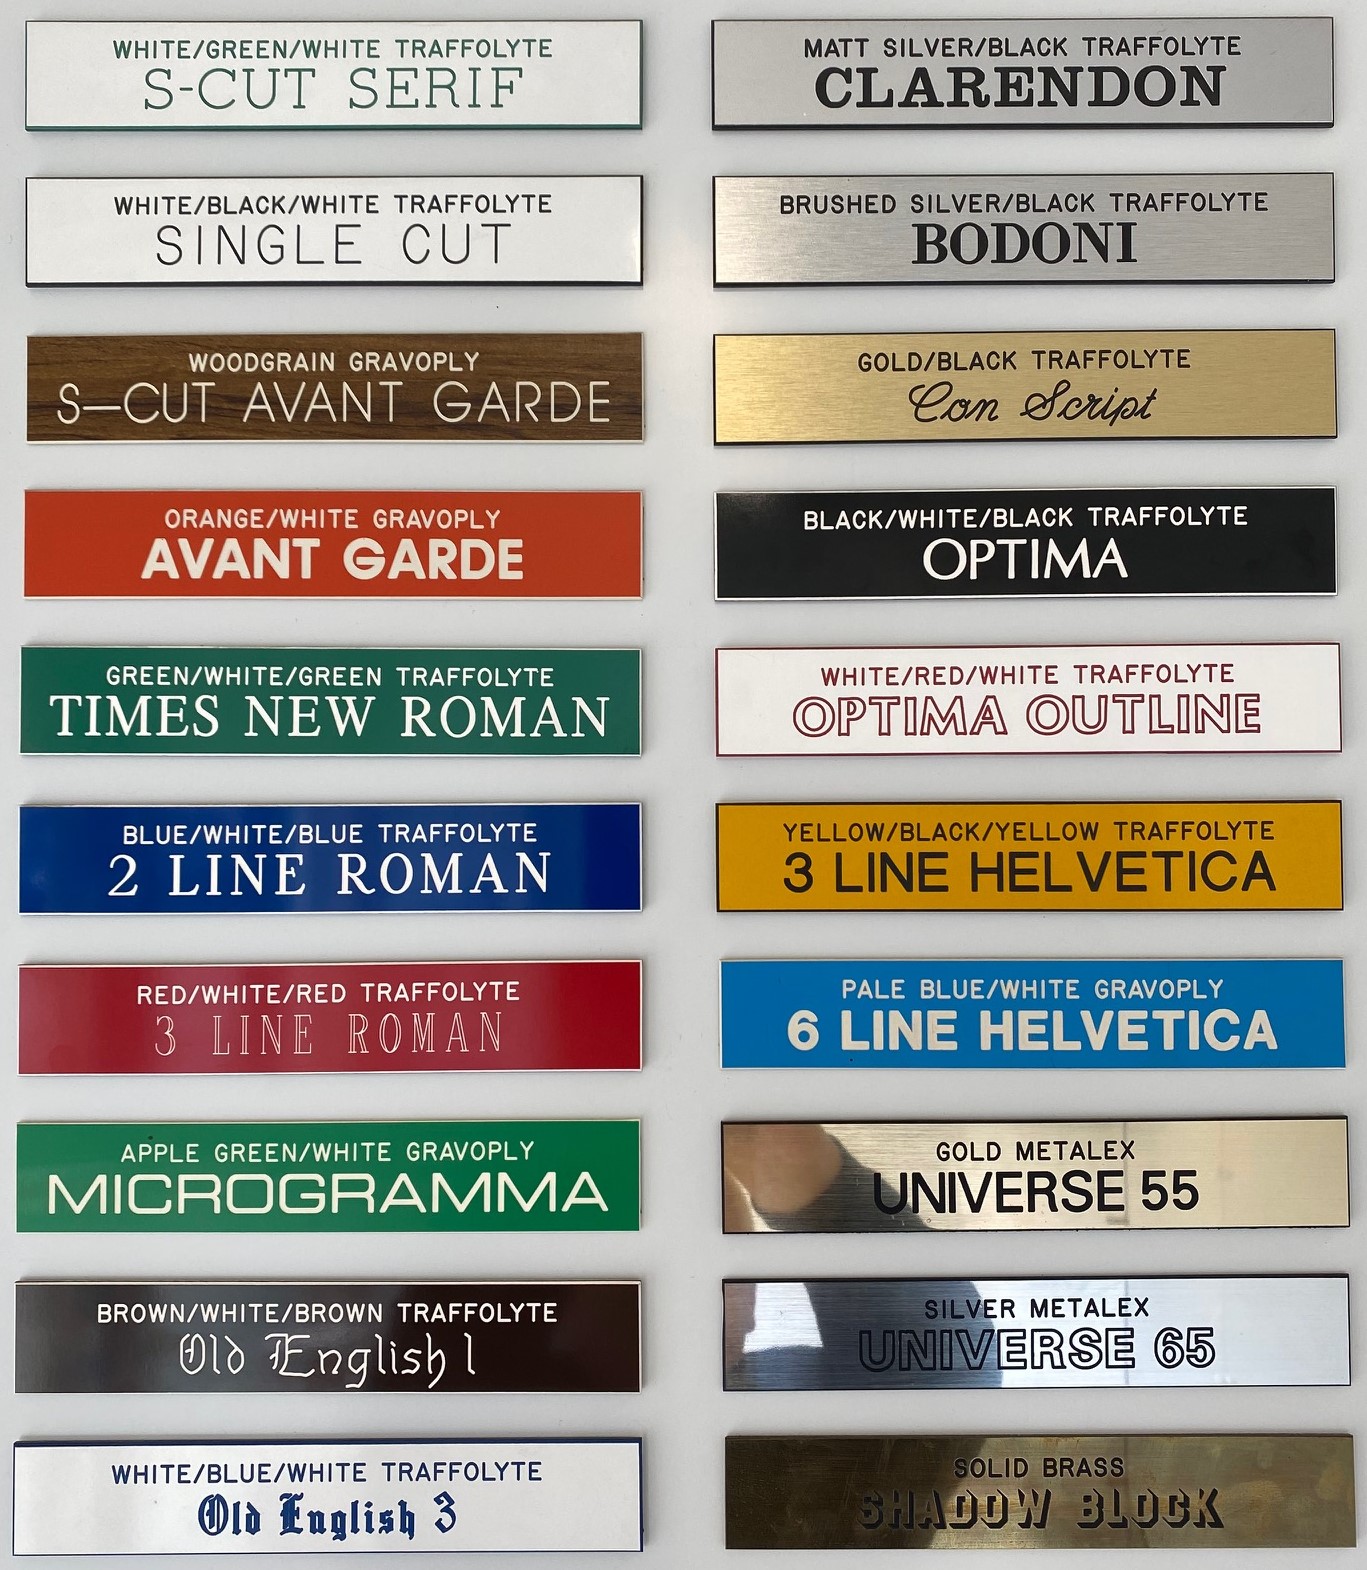 WHITE/GREEN/WHITE TRAFFOLYTE
S-CUT SERIF
WHITE/BLACK/WHITE TRAFFOLYTE
SINGLE CUT
WOODGRAIN GRAVOPLY
S—CUT AVANT GARDE
ORANGE/WHITE GRAVOPLY
AVANT GARDE
GREEN/WHITE/GREEN TRAFFOLYTE
TIMES NEW ROMAN
BLUE/WHITE/BLUE TRAFFOLYTE
2 LINE ROMAN
RED/WHITE/RED TRAFFOLYTE
3 LINE ROMAN
APPLE GREEN/WHITE GRAVOPLY
MICROGRAMMA
BROWN/WHITE/BROWN TRAFFOLYTE
Old English 1
WHITE/BLUE/WHITE TRAFFOLYTE
Old English 3
MATT SILVER/BLACK TRAFFOLYTE
CLARENDON
BRUSHED SILVER/BLACK TRAFFOLYTE
BODONI
GOLD/BLACK TRAFFOLYTE
Con Script
BLACK/WHITE/BLACK TRAFFOLYTE
OPTIMA
WHITE/RED/WHITE TRAFFOLYTE
OPTIMA OUTLINE
YELLOW/BLACK/YELLOW TRAFFOLYTE
3 LINE HELVETICA
PALE BLUE/WHITE GRAVOPLY
6 LINE HELVETICA
GOLD METALEX
UNIVERSE 55
SILVER METALEX
UNIVERSE 65
SOLID BRASS
SHADOW BLOCK